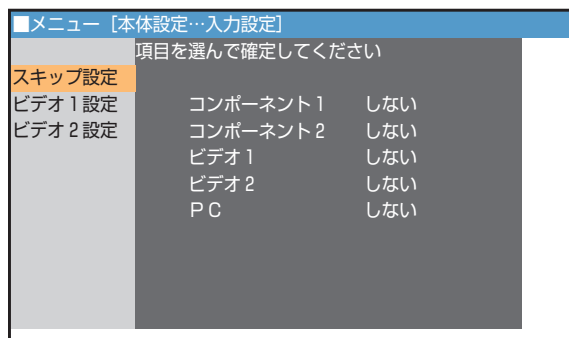 ■メニュー [本体設定…入力設定]
項目を選んで確定してください
スキップ設定
ビデオ1設定 コンポーネント1 しない
ビデオ2設定 コンポーネント2 しない
ビデオ1 しない
ビデオ2 しない
ＰＣ しない